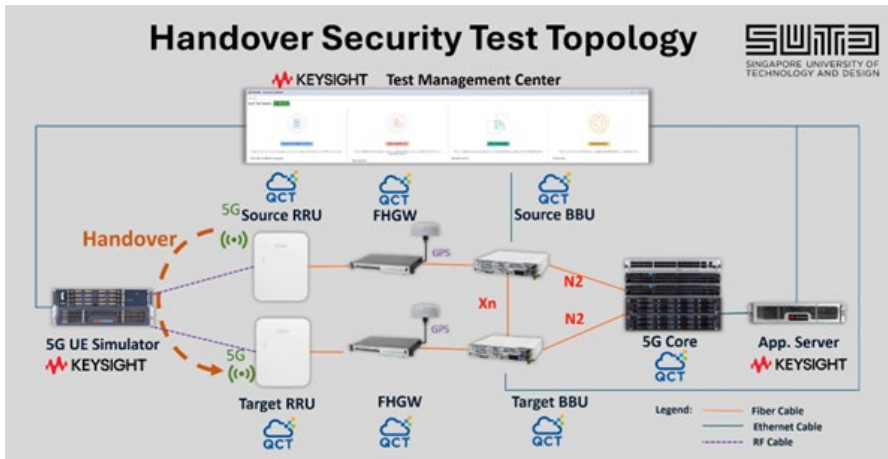 Handover Security Test Topology
SUTD
SINGAPORE UNIVERSITY OF
TECHNOLOGY AND DESIGN
KEYSIGHT Test Management Center
QCT
QCT
QCT
5G
Source RRU
FHGW
Source BBU
Handover
GPS
N2
Xn
N2
GPS
5G UE Simulator
KEYSIGHT
5G
5G Core
QCT
App. Server
KEYSIGHT
Target RRU
FHGW
Target BBU
QCT
QCT
QCT
Legend:
Fiber Cable
Ethernet Cable
RF Cable